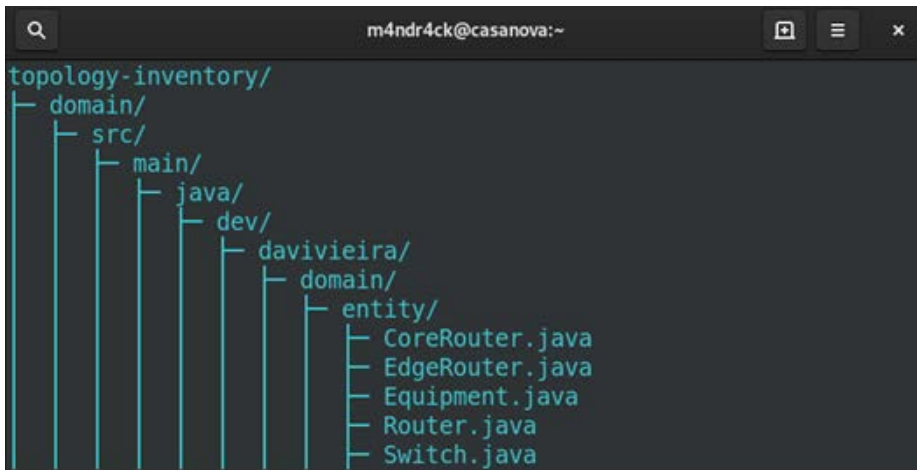 m4ndr4ck@casanova:~
topology-inventory/
domain/
src/
main/
java/
dev/
davivieira/
domain/
entity/
CoreRouter.java
EdgeRouter.java
Equipment.java
Router.java
Switch.java